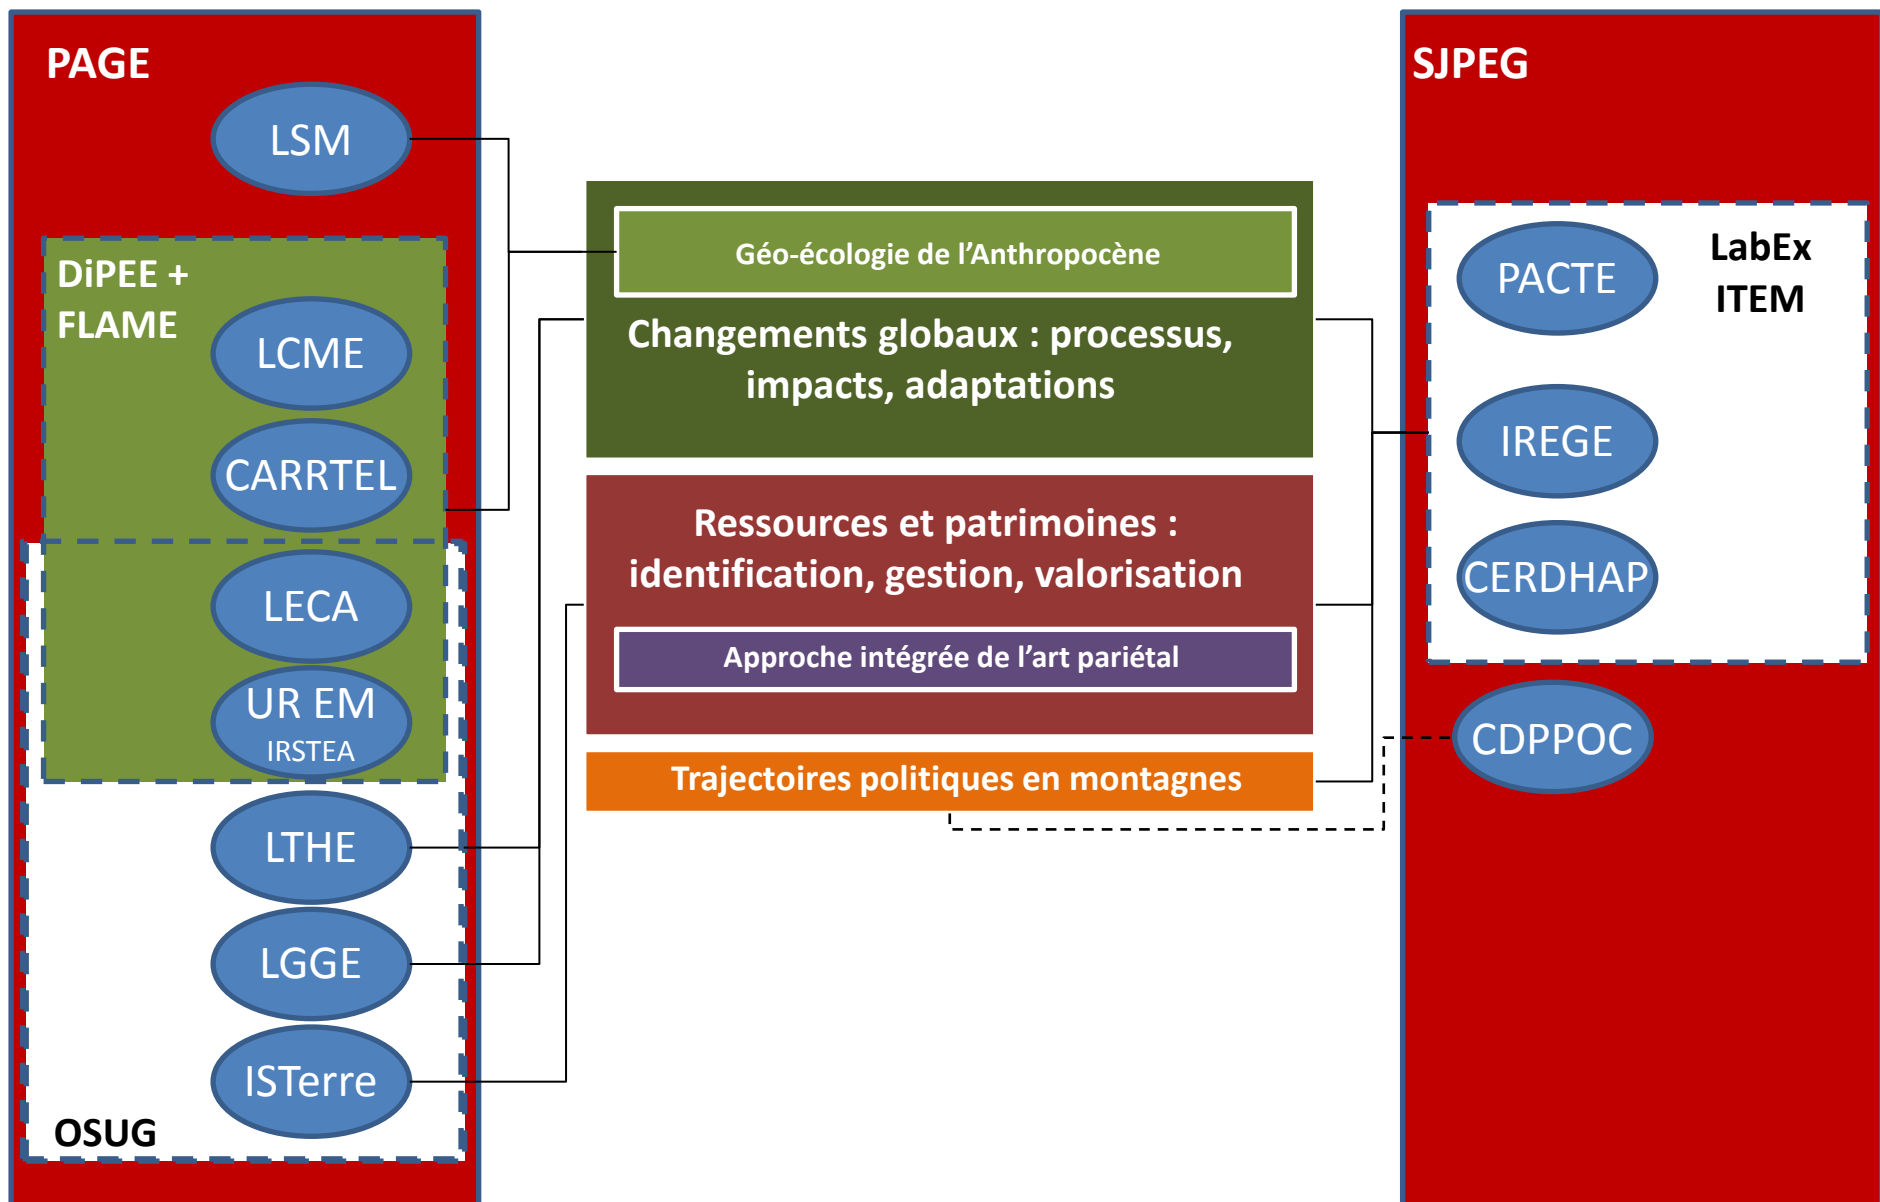 PAGE
LSM
DiPEE +
FLAME
LCME
CARRTEL
LECA
UR EM
IRSTEA
LTHE
LGGE
ISTerre
OSUG
Géo-écologie de l’Anthropocène
Changements globaux : processus,
impacts, adaptations
Ressources et patrimoines :
identification, gestion, valorisation
Approche intégrée de l’art pariétal
Trajectoires politiques en montagnes
SJPEG
LabEx
ITEM
PACTE
IREGE
CERDHAP
CDPPOC